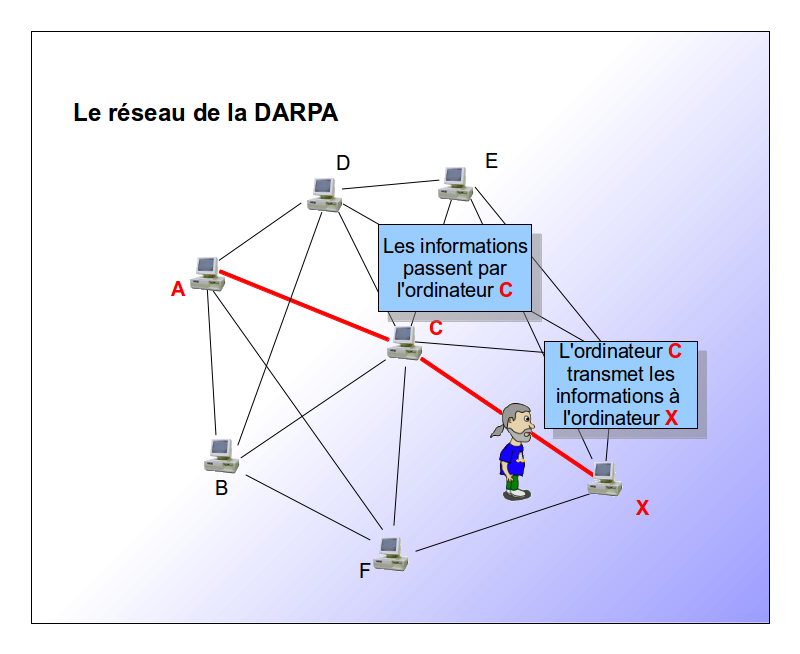 Le réseau de la DARPA
D
E
A
Les informations
passent par
l'ordinateur C
C
L'ordinateur C
transmet les
informations à
l'ordinateur X
B
X
F